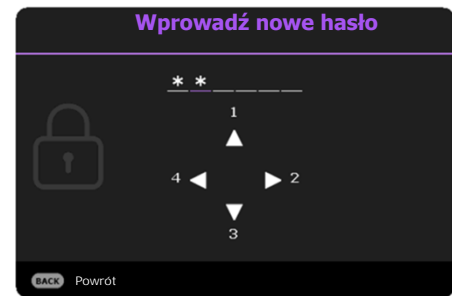 Wprowadź nowe hasło
* * _ _ _ _
1
4 2
3
BACK Powrót